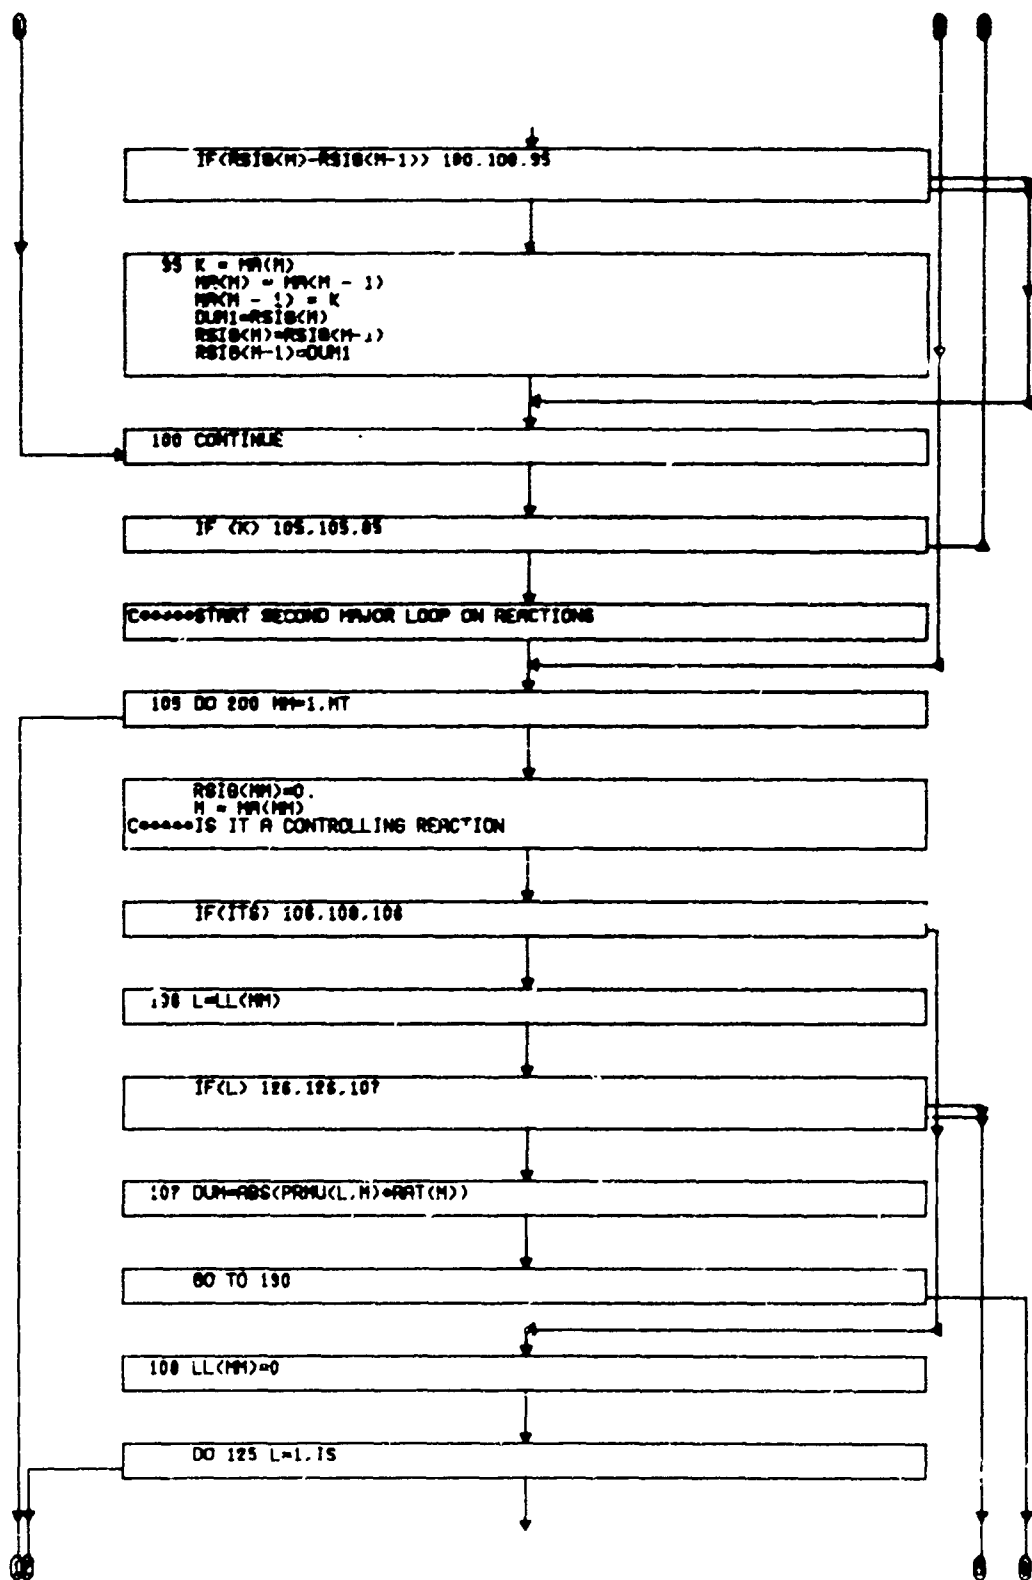 IF(RSIG(M)-RSIG(M-1)) 100,100,95
95 K = MA(M)
MA(M) = MA(M - 1)
MA(M - 1) = K
DUM1=RSIG(M)
RSIG(M)=RSIG(M-1)
RSIG(M-1)=DUM1
100 CONTINUE
IF (K) 105,105,85
C*****START SECOND MAJOR LOOP ON REACTIONS
105 DO 200 MM=1,MT
RSIG(MM)=0.
M = MA(MM)
C*****IS IT A CONTROLLING REACTION
IF(ITS) 106,108,106
106 L=LL(MM)
IF(L) 126,126,107
107 DUM=ABS(PRMU(L,M)*RAT(M))
GO TO 130
108 LL(MM)=0
DO 125 L=1,IS